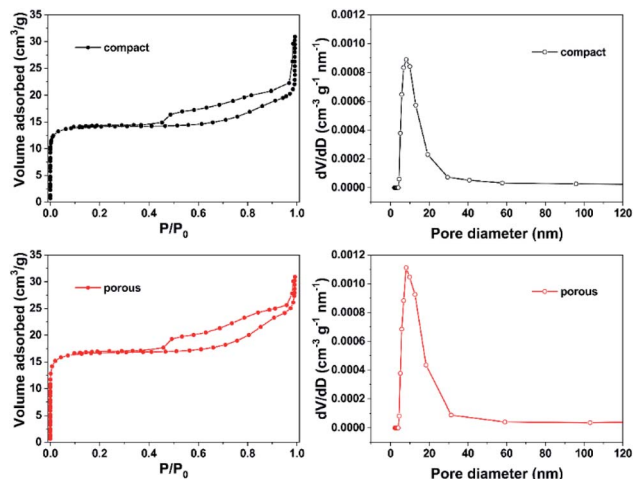 35
30
25
20
15
10
5
0
Volume adsorbed (cm³/g)
compact
0.0 0.2 0.4 0.6 0.8 1.0
P/P₀
0.0012
0.0010
0.0008
0.0006
0.0004
0.0002
0.0000
dV/dD (cm⁻³ g⁻¹ nm⁻¹)
compact
0 20 40 60 80 100 120
Pore diameter (nm)
35
30
25
20
15
10
5
0
Volume adsorbed (cm³/g)
porous
0.0 0.2 0.4 0.6 0.8 1.0
P/P₀
0.0012
0.0010
0.0008
0.0006
0.0004
0.0002
0.0000
dV/dD (cm⁻³ g⁻¹ nm⁻¹)
porous
0 20 40 60 80 100 120
Pore diameter (nm)